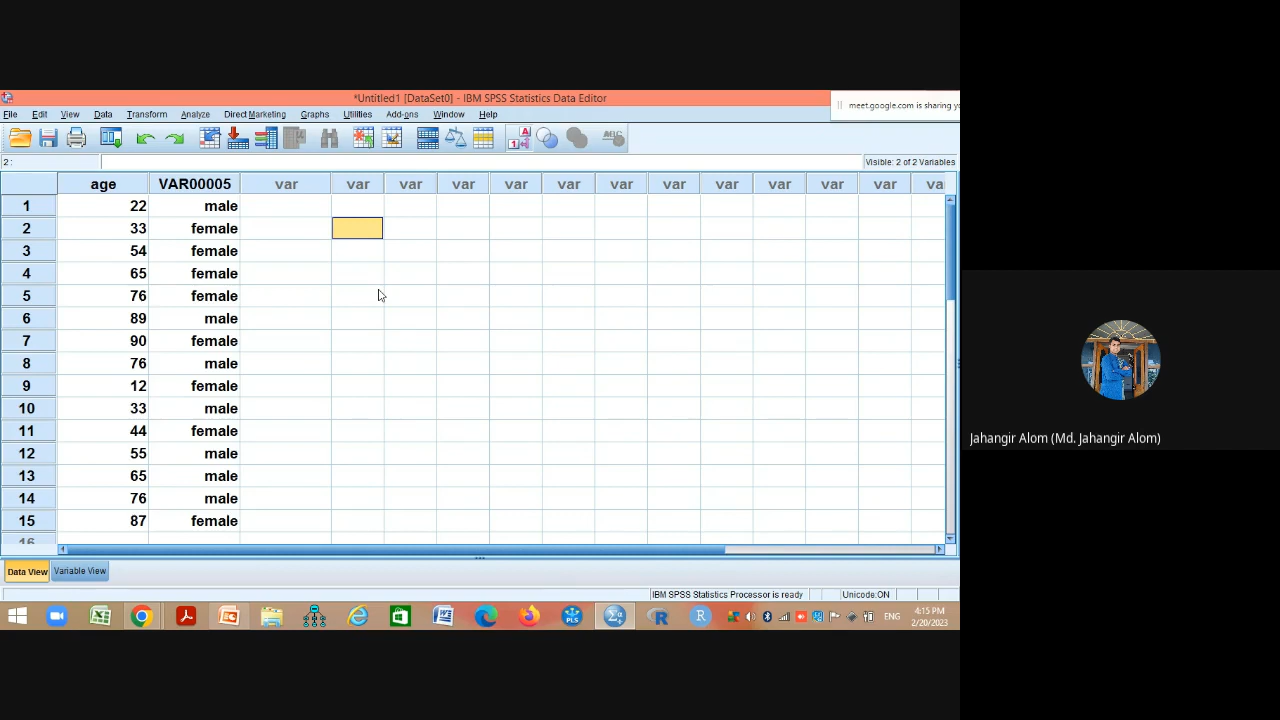 *Untitled1 [DataSet0] - IBM SPSS Statistics Data Editor
meet.google.com is sharing
File Edit View Data Transform Analyze Direct Marketing Graphs Utilities Add-ons Window Help
2 :
Visible: 2 of 2 Variables
age VAR00005 var var var var var var var var var var var var var
1 22 male
2 33 female
3 54 female
4 65 female
5 76 female
6 89 male
7 90 female
8 76 male
9 12 female
10 33 male
11 44 female
12 55 male
13 65 male
14 76 male
15 87 female
16
Data View Variable View
IBM SPSS Statistics Processor is ready Unicode:ON
PLS R R ENG 4:15 PM
2/20/2023
Jahangir Alom (Md. Jahangir Alom)